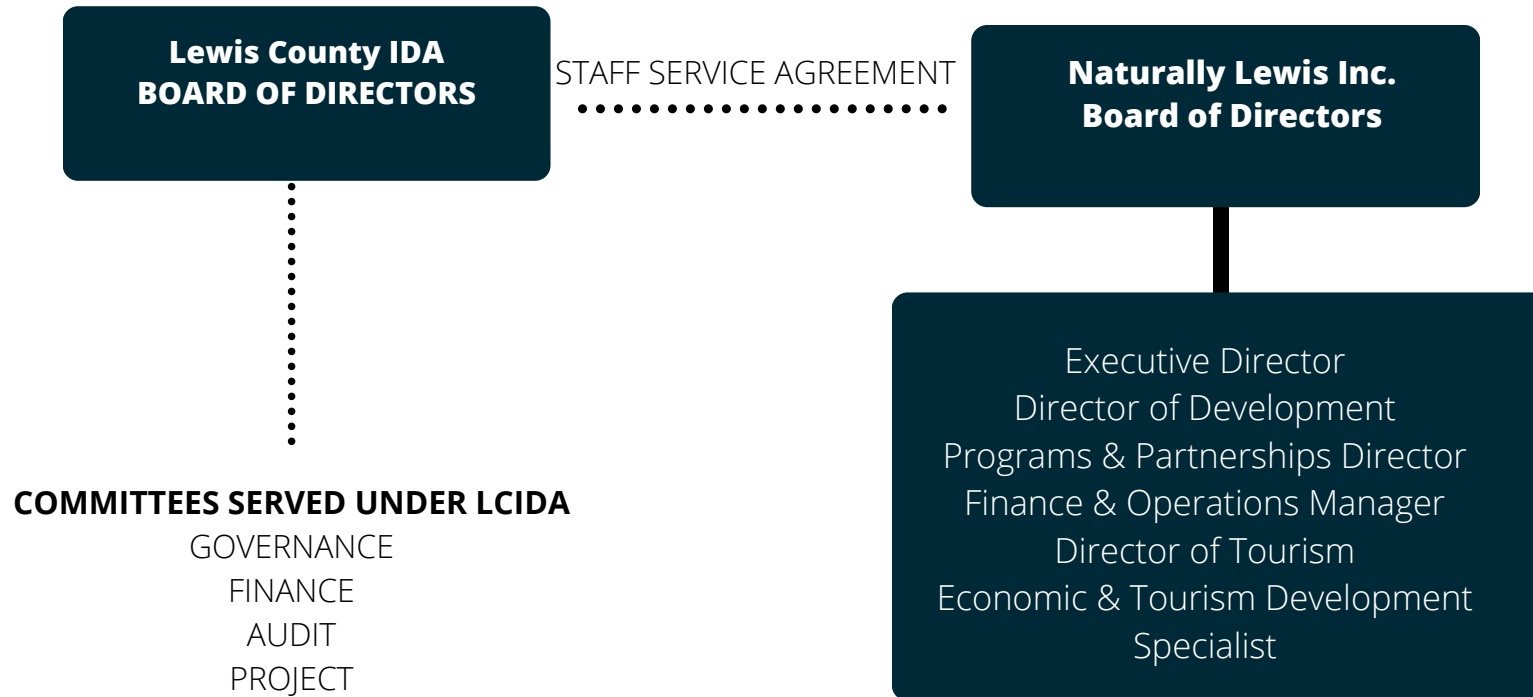 Lewis County IDA
BOARD OF DIRECTORS
STAFF SERVICE AGREEMENT
Naturally Lewis Inc.
Board of Directors
COMMITTEES SERVED UNDER LCIDA
GOVERNANCE
FINANCE
AUDIT
PROJECT
Executive Director
Director of Development
Programs & Partnerships Director
Finance & Operations Manager
Director of Tourism
Economic & Tourism Development
Specialist